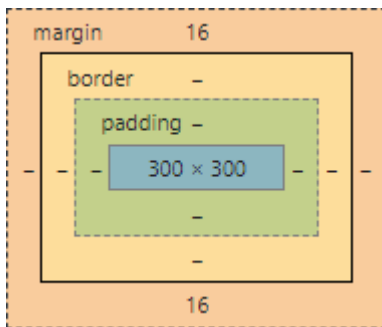 margin 16
border –
padding –
– – – 300 × 300 – – –
–
–
16